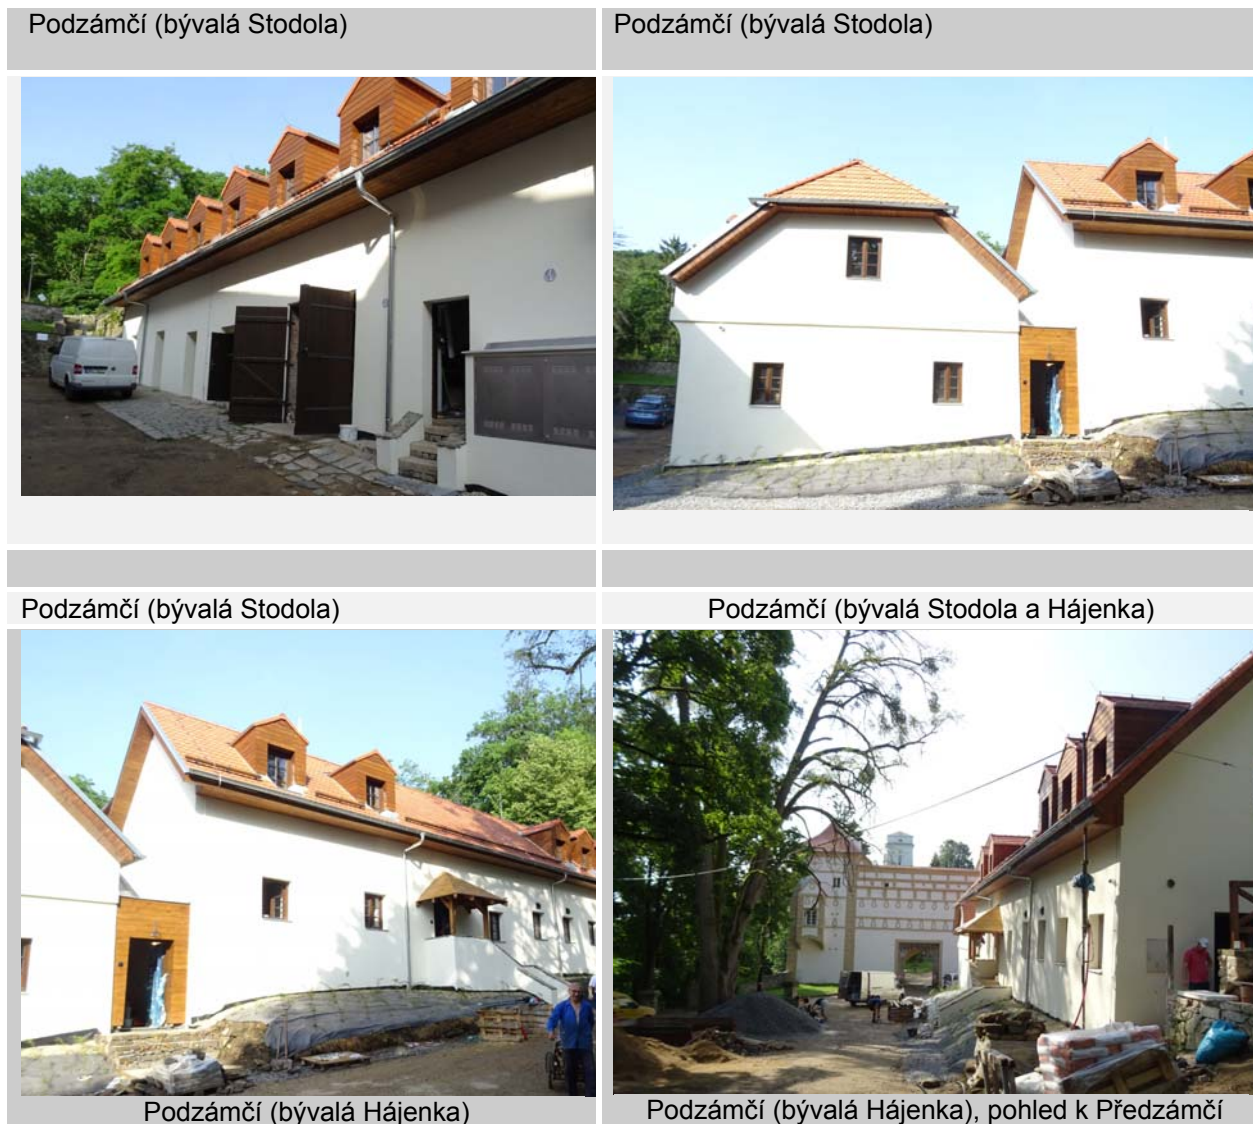 Podzámčí (bývalá Stodola)
Podzámčí (bývalá Stodola)
Podzámčí (bývalá Stodola)
Podzámčí (bývalá Stodola a Hájenka)
Podzámčí (bývalá Hájenka)
Podzámčí (bývalá Hájenka), pohled k Předzámčí